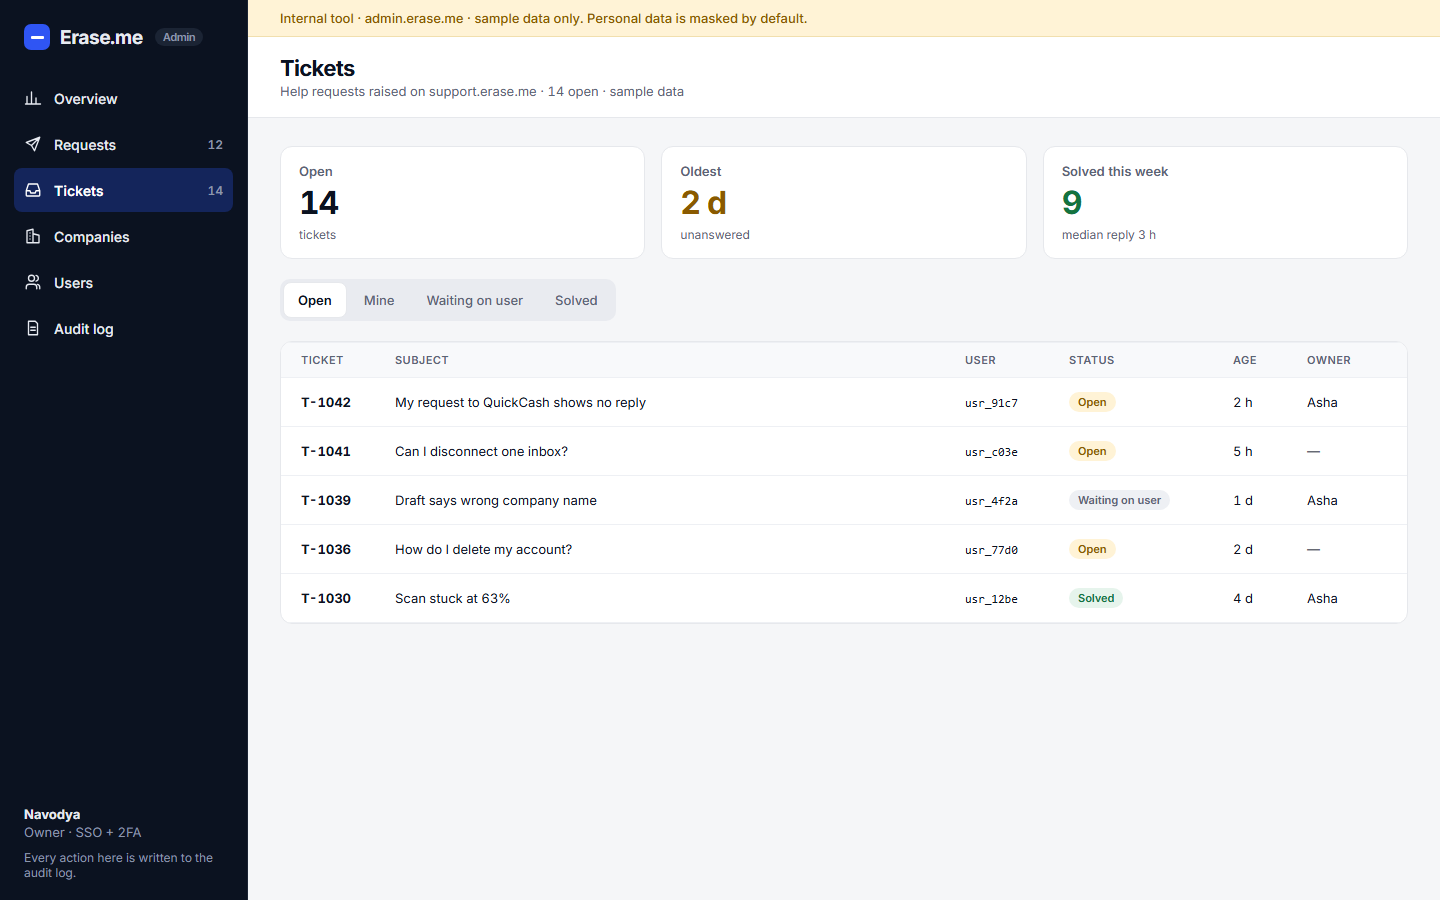 Erase.me Admin
Overview
Requests 12
Tickets 14
Companies
Users
Audit log
Navodya
Owner · SSO + 2FA
Every action here is written to the
audit log.
Internal tool · admin.erase.me · sample data only. Personal data is masked by default.
Tickets
Help requests raised on support.erase.me · 14 open · sample data
Open
14
tickets
Oldest
2 d
unanswered
Solved this week
9
median reply 3 h
Open Mine Waiting on user Solved
TICKET SUBJECT USER STATUS AGE OWNER
T-1042 My request to QuickCash shows no reply usr_91c7 Open 2 h Asha
T-1041 Can I disconnect one inbox? usr_c03e Open 5 h —
T-1039 Draft says wrong company name usr_4f2a Waiting on user 1 d Asha
T-1036 How do I delete my account? usr_77d0 Open 2 d —
T-1030 Scan stuck at 63% usr_12be Solved 4 d Asha